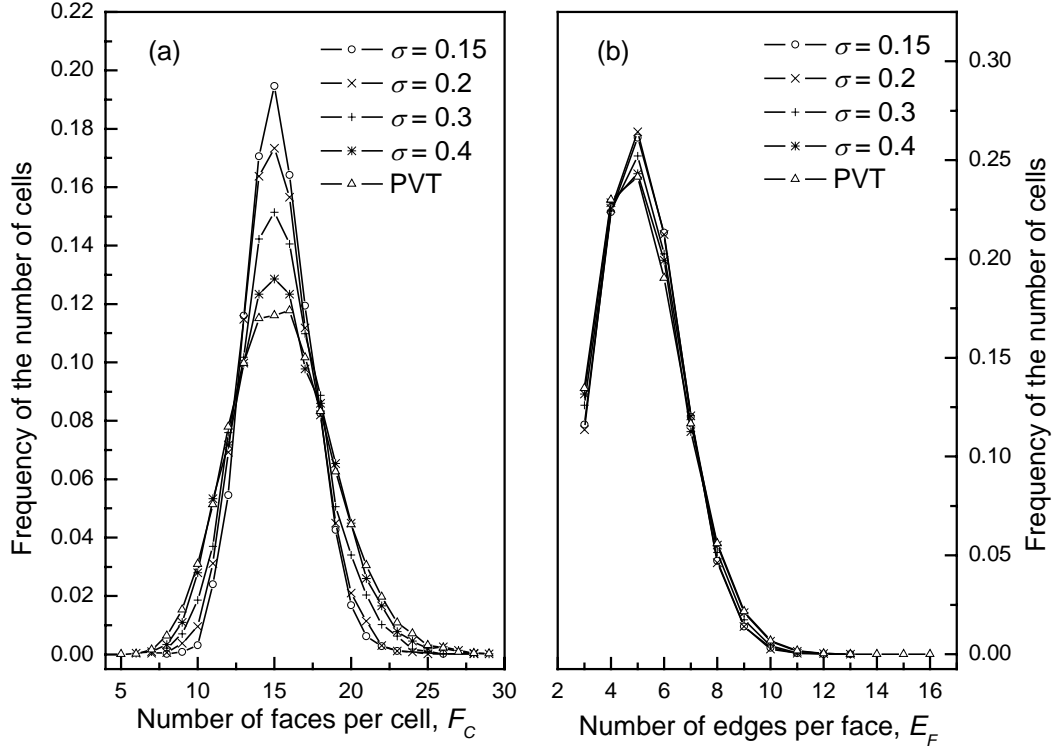 0.22
0.20
0.18
0.16
0.14
0.12
0.10
0.08
0.06
0.04
0.02
0.00
Frequency of the number of cells
(a)
σ = 0.15
σ = 0.2
σ = 0.3
σ = 0.4
PVT
5 10 15 20 25 30
Number of faces per cell, F_C
(b)
σ = 0.15
σ = 0.2
σ = 0.3
σ = 0.4
PVT
2 4 6 8 10 12 14 16
Number of edges per face, E_F
0.30
0.25
0.20
0.15
0.10
0.05
0.00
Frequency of the number of cells